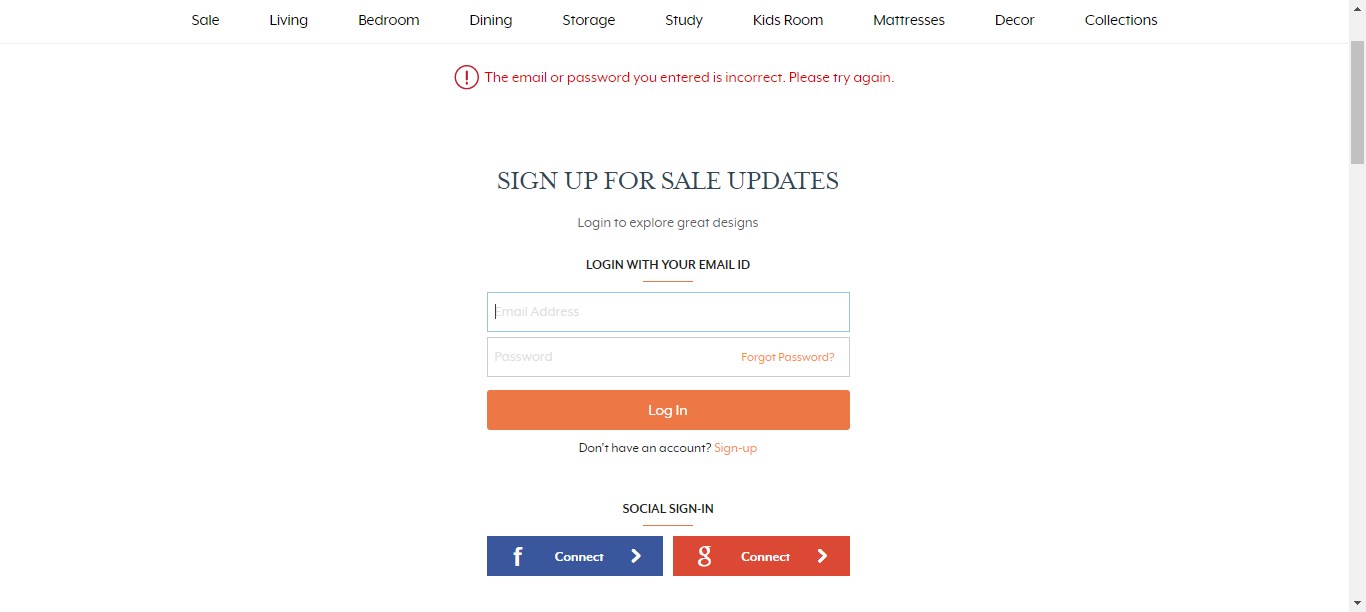 Sale Living Bedroom Dining Storage Study Kids Room Mattresses Decor Collections
The email or password you entered is incorrect. Please try again.
SIGN UP FOR SALE UPDATES
Login to explore great designs
LOGIN WITH YOUR EMAIL ID
Email Address
Password Forgot Password?
Log In
Don't have an account? Sign-up
SOCIAL SIGN-IN
f Connect g Connect